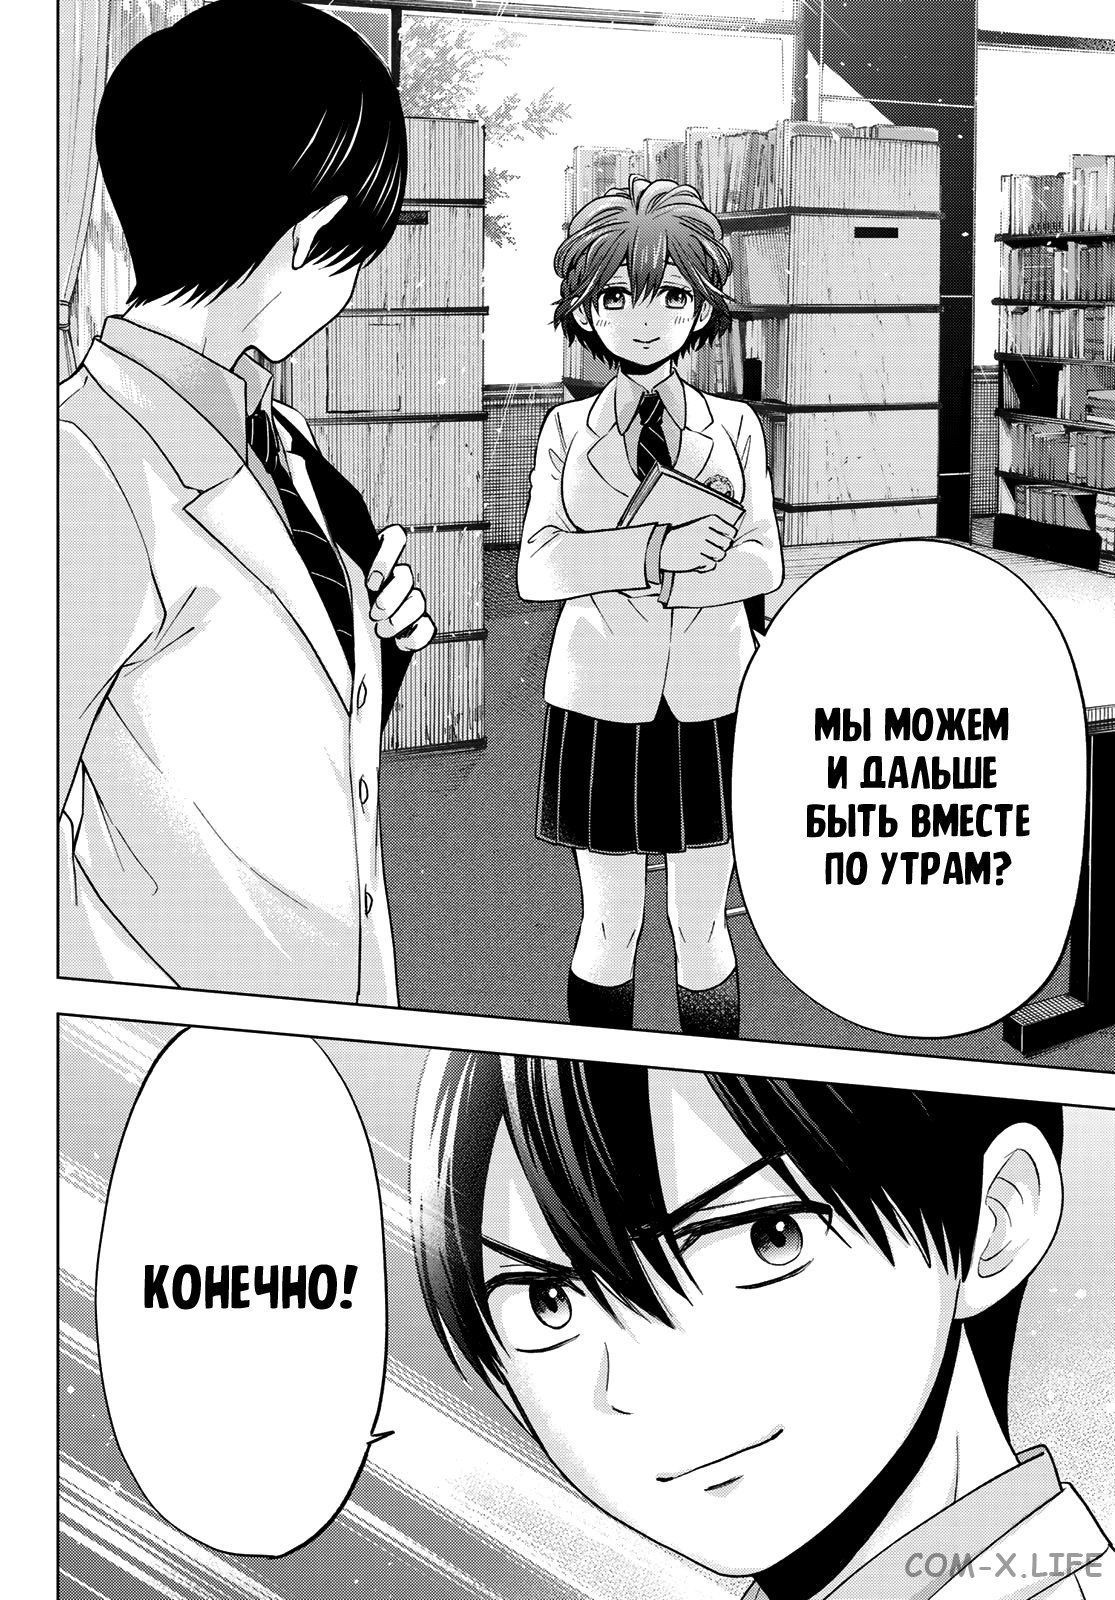 МЫ МОЖЕМ
И ДАЛЬШЕ
БЫТЬ ВМЕСТЕ
ПО УТРАМ?
КОНЕЧНО!
COM-X.LIFE